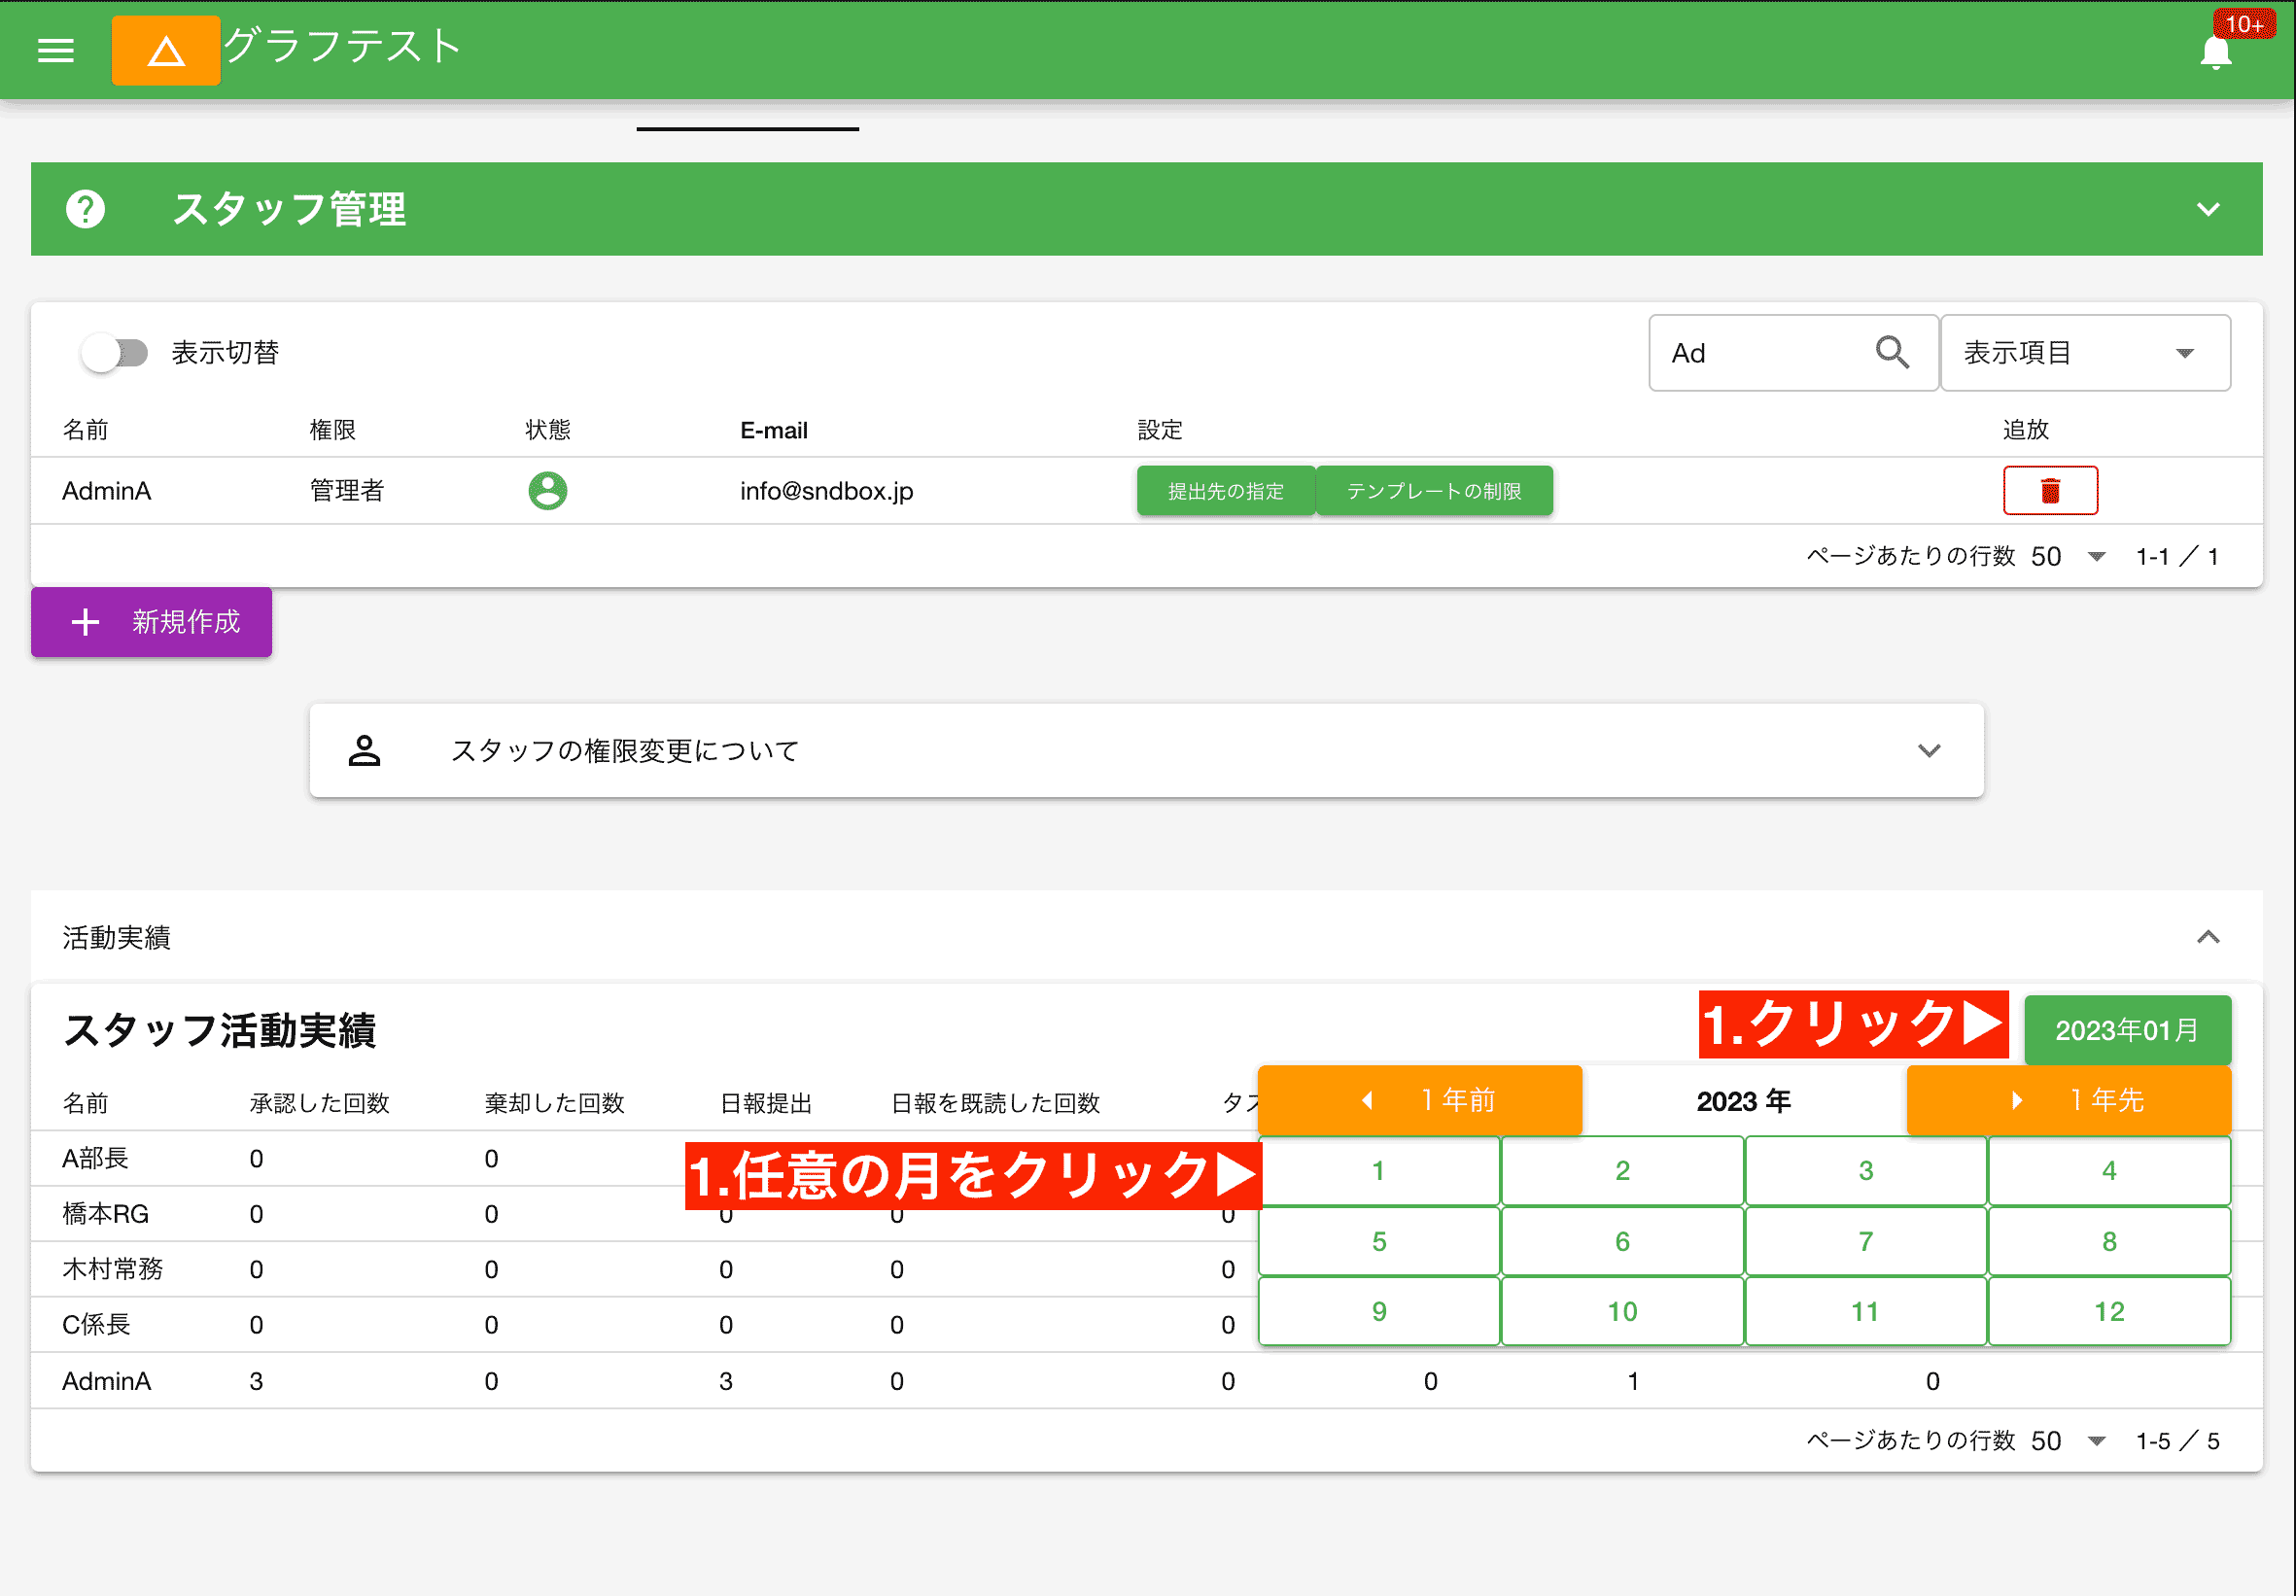 グラフテスト
10+
スタッフ管理
表示切替
Ad
表示項目
名前 権限 状態 E-mail 設定 追放
AdminA 管理者 info@sndbox.jp 提出先の指定 テンプレートの制限
ページあたりの行数 50 1-1 ／ 1
新規作成
スタッフの権限変更について
活動実績
スタッフ活動実績
1.クリック▶
2023年01月
名前 承認した回数 棄却した回数 日報提出 日報を既読した回数 タス
1 年前 2023 年 1 年先
A部長 0 0
1.任意の月をクリック▶
1 2 3 4
橋本RG 0 0 0 0 0
5 6 7 8
木村常務 0 0 0 0 0
C係長 0 0 0 0 0
9 10 11 12
AdminA 3 0 3 0 0 0 1 0
ページあたりの行数 50 1-5 ／ 5